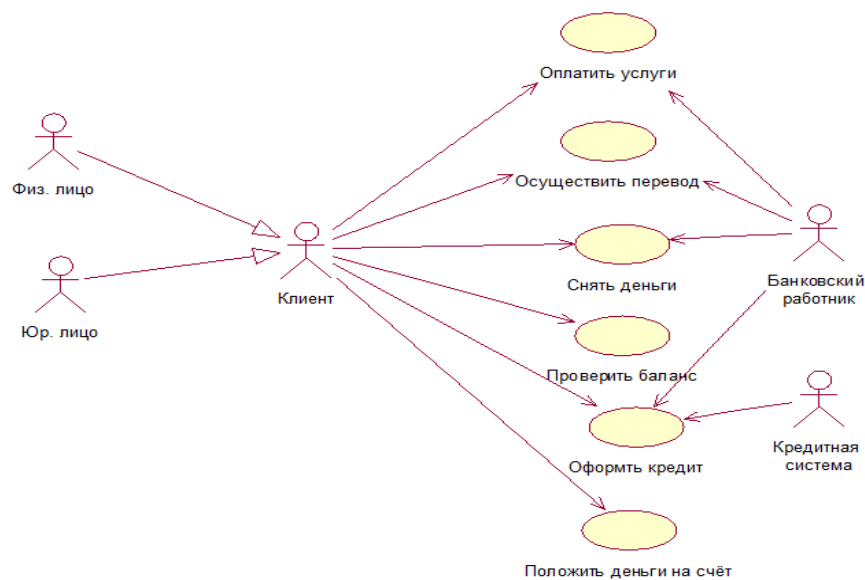 Оплатить услуги
Физ. лицо
Осуществить перевод
Юр. лицо
Клиент
Снять деньги
Банковский
работник
Проверить баланс
Оформть кредит
Кредитная
система
Положить деньги на счёт